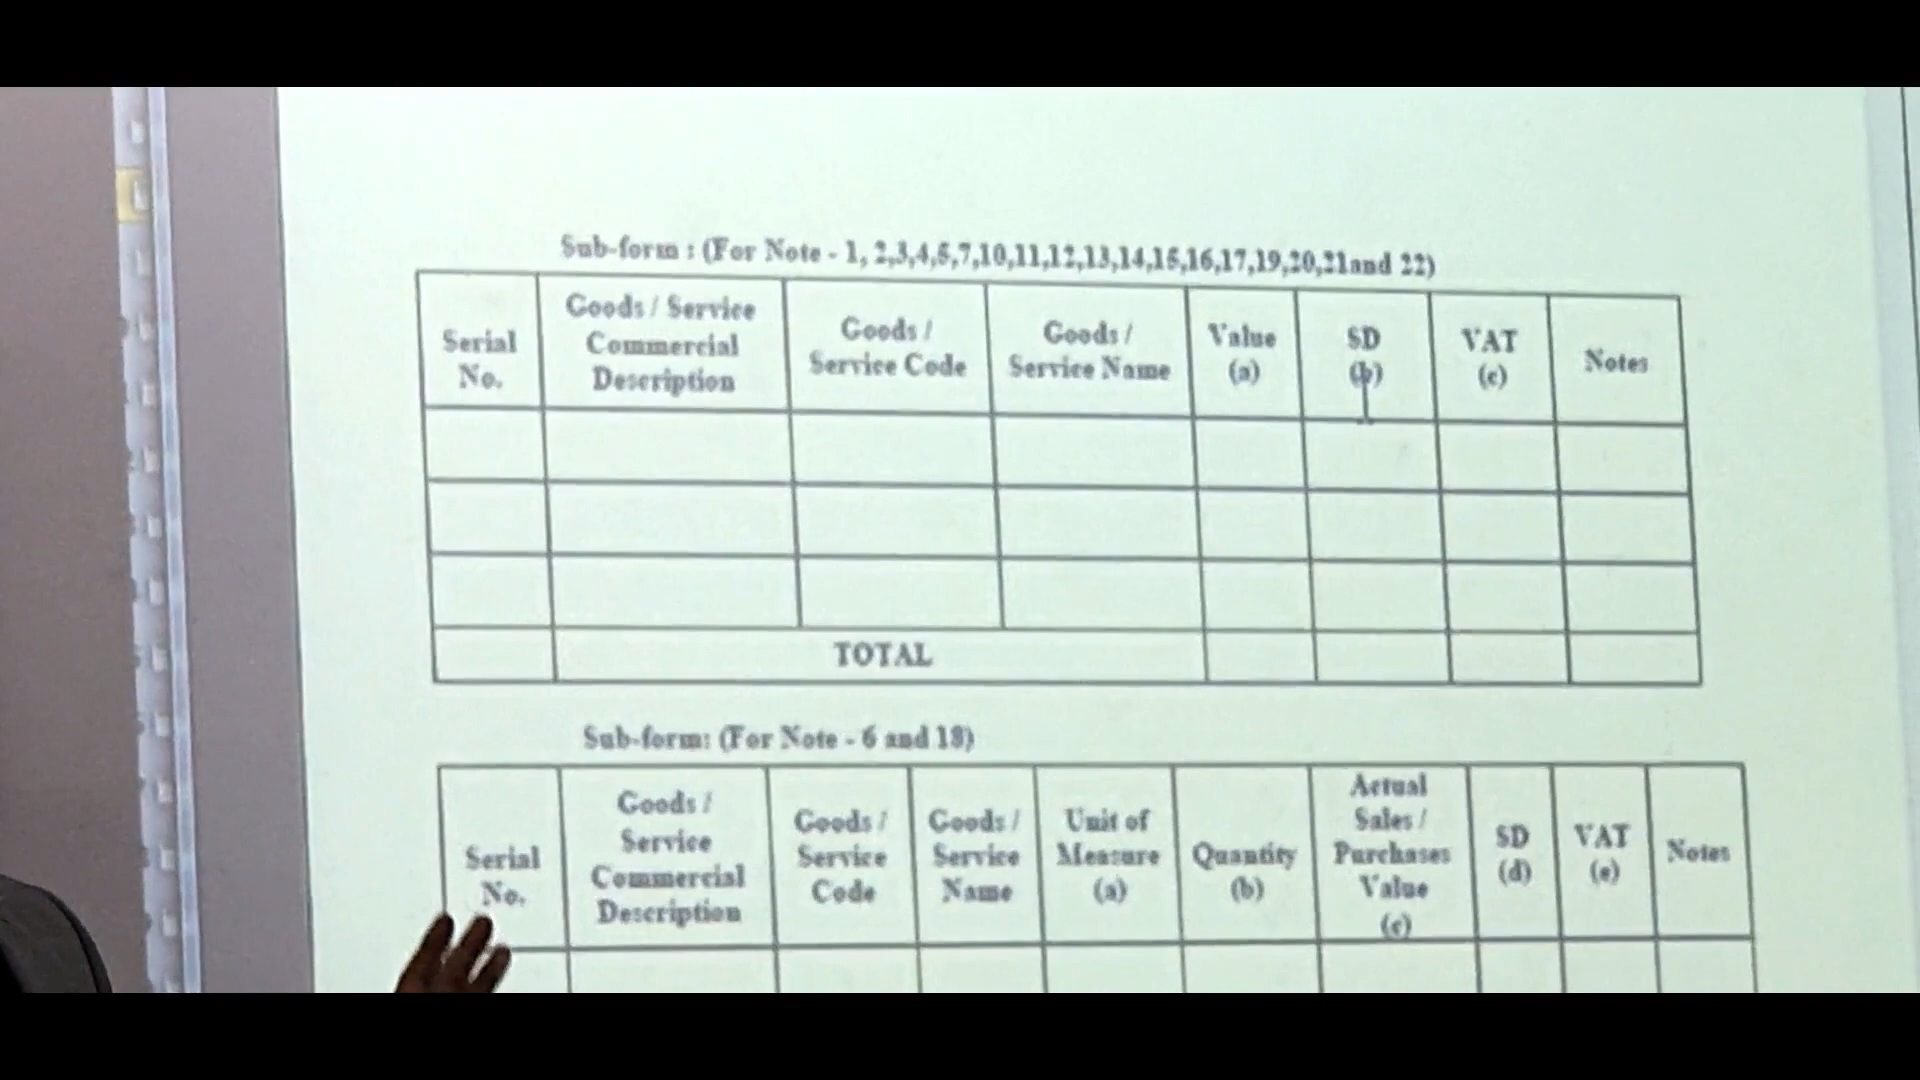 Sub-form : (For Note - 1, 2,3,4,5,7,10,11,12,13,14,15,16,17,19,20,21and 22)
Serial No.
Goods / Service Commercial Description
Goods / Service Code
Goods / Service Name
Value (a)
SD (b)
VAT (c)
Notes
TOTAL
Sub-form: (For Note - 6 and 18)
Serial No.
Goods / Service Commercial Description
Goods / Service Code
Goods / Service Name
Unit of Measure (a)
Quantity (b)
Actual Sales / Purchases Value (c)
SD (d)
VAT (e)
Notes